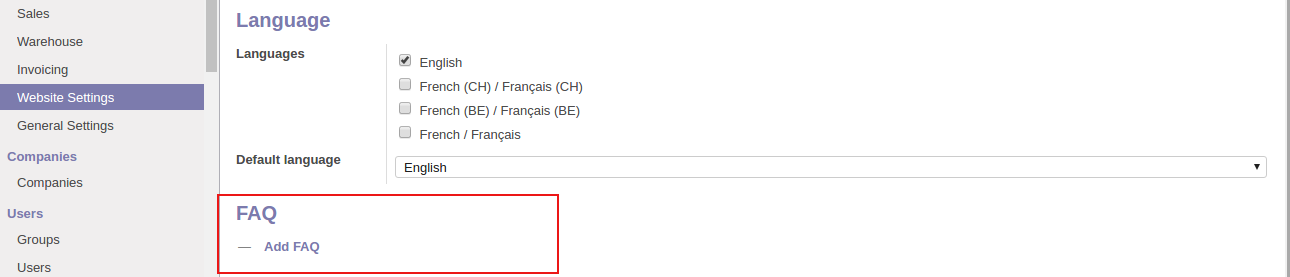 Sales
Warehouse
Invoicing
Website Settings
General Settings
Companies
Companies
Users
Groups
Users
Language
Languages
English
French (CH) / Français (CH)
French (BE) / Français (BE)
French / Français
Default language
English
FAQ
— Add FAQ